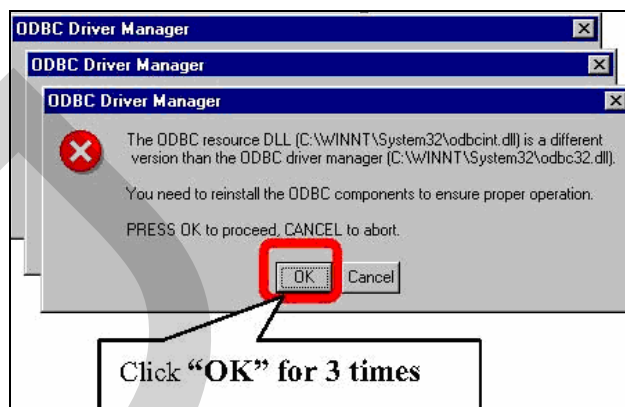 ODBC Driver Manager
ODBC Driver Manager
ODBC Driver Manager
The ODBC resource DLL (C:\WINNT\System32\odbcint.dll) is a different
version than the ODBC driver manager (C:\WINNT\System32\odbc32.dll).
You need to reinstall the ODBC components to ensure proper operation.
PRESS OK to proceed, CANCEL to abort.
OK Cancel
Click “OK” for 3 times